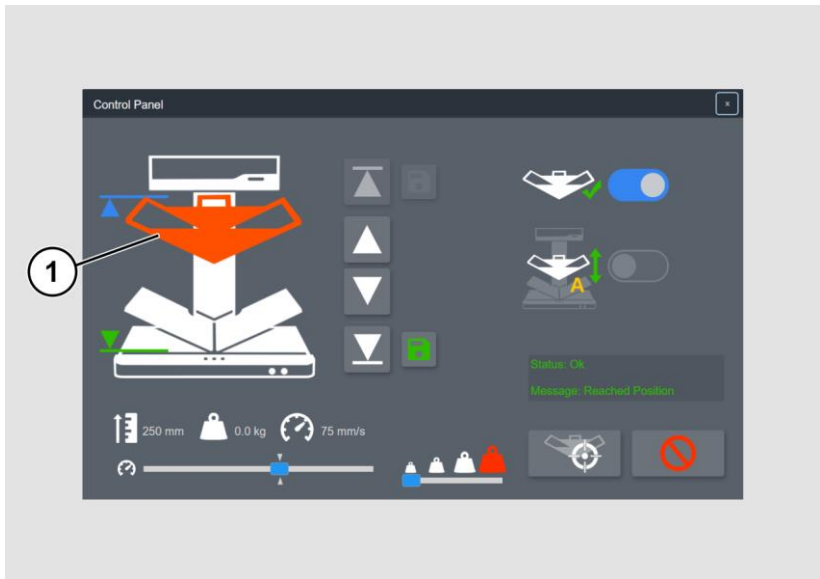 Control Panel
x
1
A
Status: Ok
Message: Reached Position
250 mm 0.0 kg 75 mm/s